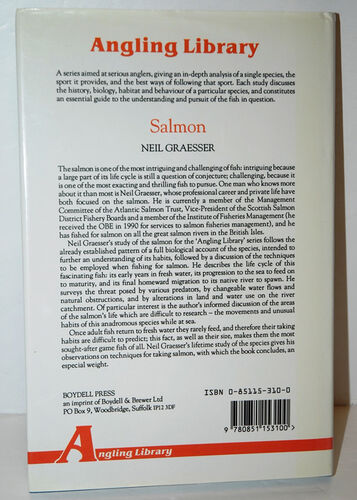 Angling Library
A series aimed at serious anglers, giving an in-depth analysis of a single species, the
sport it provides, and the best ways of following that sport. Each study discusses
the history, biology, habitat and behaviour of a particular species, and constitutes
an essential guide to the understanding and pursuit of the fish in question.
Salmon
NEIL GRAESSER
The salmon is one of the most intriguing and challenging of fish: intriguing because
a large part of its life cycle is still a question of conjecture; challenging, because it
is one of the most exacting and thrilling fish to pursue. One man who knows more
about it than most is Neil Graesser, whose professional career and private life have
both focused on the salmon. He is currently a member of the Management
Committee of the Atlantic Salmon Trust, Vice-President of the Scottish Salmon
District Fishery Boards and a member of the Institute of Fisheries Management (he
received the OBE in 1990 for services to salmon fisheries management), and he
has fished for salmon on all the great salmon rivers in the British Isles.
Neil Graesser's study of the salmon for the 'Angling Library' series follows the
already established pattern of a full biological account of the species, intended to
further an understanding of its habits, followed by a discussion of the techniques
to be employed when fishing for salmon. He describes the life cycle of this
fascinating fish: its early years in fresh water, its progression to the sea to feed on
to maturity, and its final homeward migration to its native river to spawn. He
surveys the threat posed by various predators, by changeable water flows and
natural obstructions, and by alterations in land and water use on the river
catchment. Of particular interest is the author's informed discussion of the areas
of the salmon's life which are difficult to research – the movements and unusual
habits of this anadromous species while at sea.
Once adult fish return to fresh water they rarely feed, and therefore their taking
habits are difficult to predict; this fact, as well as their size, makes them the most
sought-after game fish of all. Neil Graesser's lifetime study of the species gives his
observations on techniques for taking salmon, with which the book concludes, an
especial weight.
BOYDELL PRESS
an imprint of Boydell & Brewer Ltd
PO Box 9, Woodbridge, Suffolk IP12 3DF
ISBN 0-85115-310-0
9 780851 153100 >
Angling Library